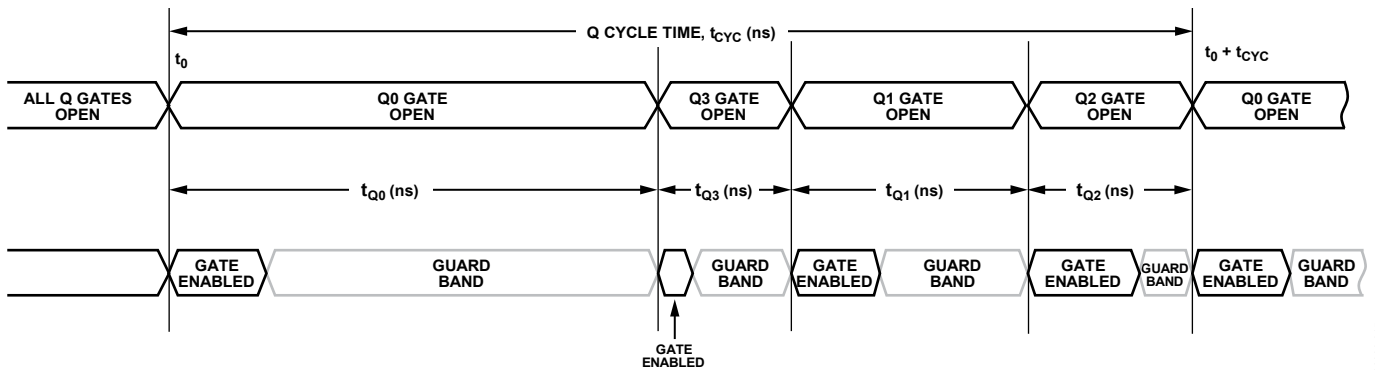 Q CYCLE TIME, tCYC (ns)
t0
t0 + tCYC
ALL Q GATES
OPEN
Q0 GATE
OPEN
Q3 GATE
OPEN
Q1 GATE
OPEN
Q2 GATE
OPEN
Q0 GATE
OPEN
tQ0 (ns)
tQ3 (ns)
tQ1 (ns)
tQ2 (ns)
GATE
ENABLED
GUARD
BAND
GUARD
BAND
GATE
ENABLED
GUARD
BAND
GATE
ENABLED
GUARD
BAND
GATE
ENABLED
GUARD
BAND
GATE
ENABLED